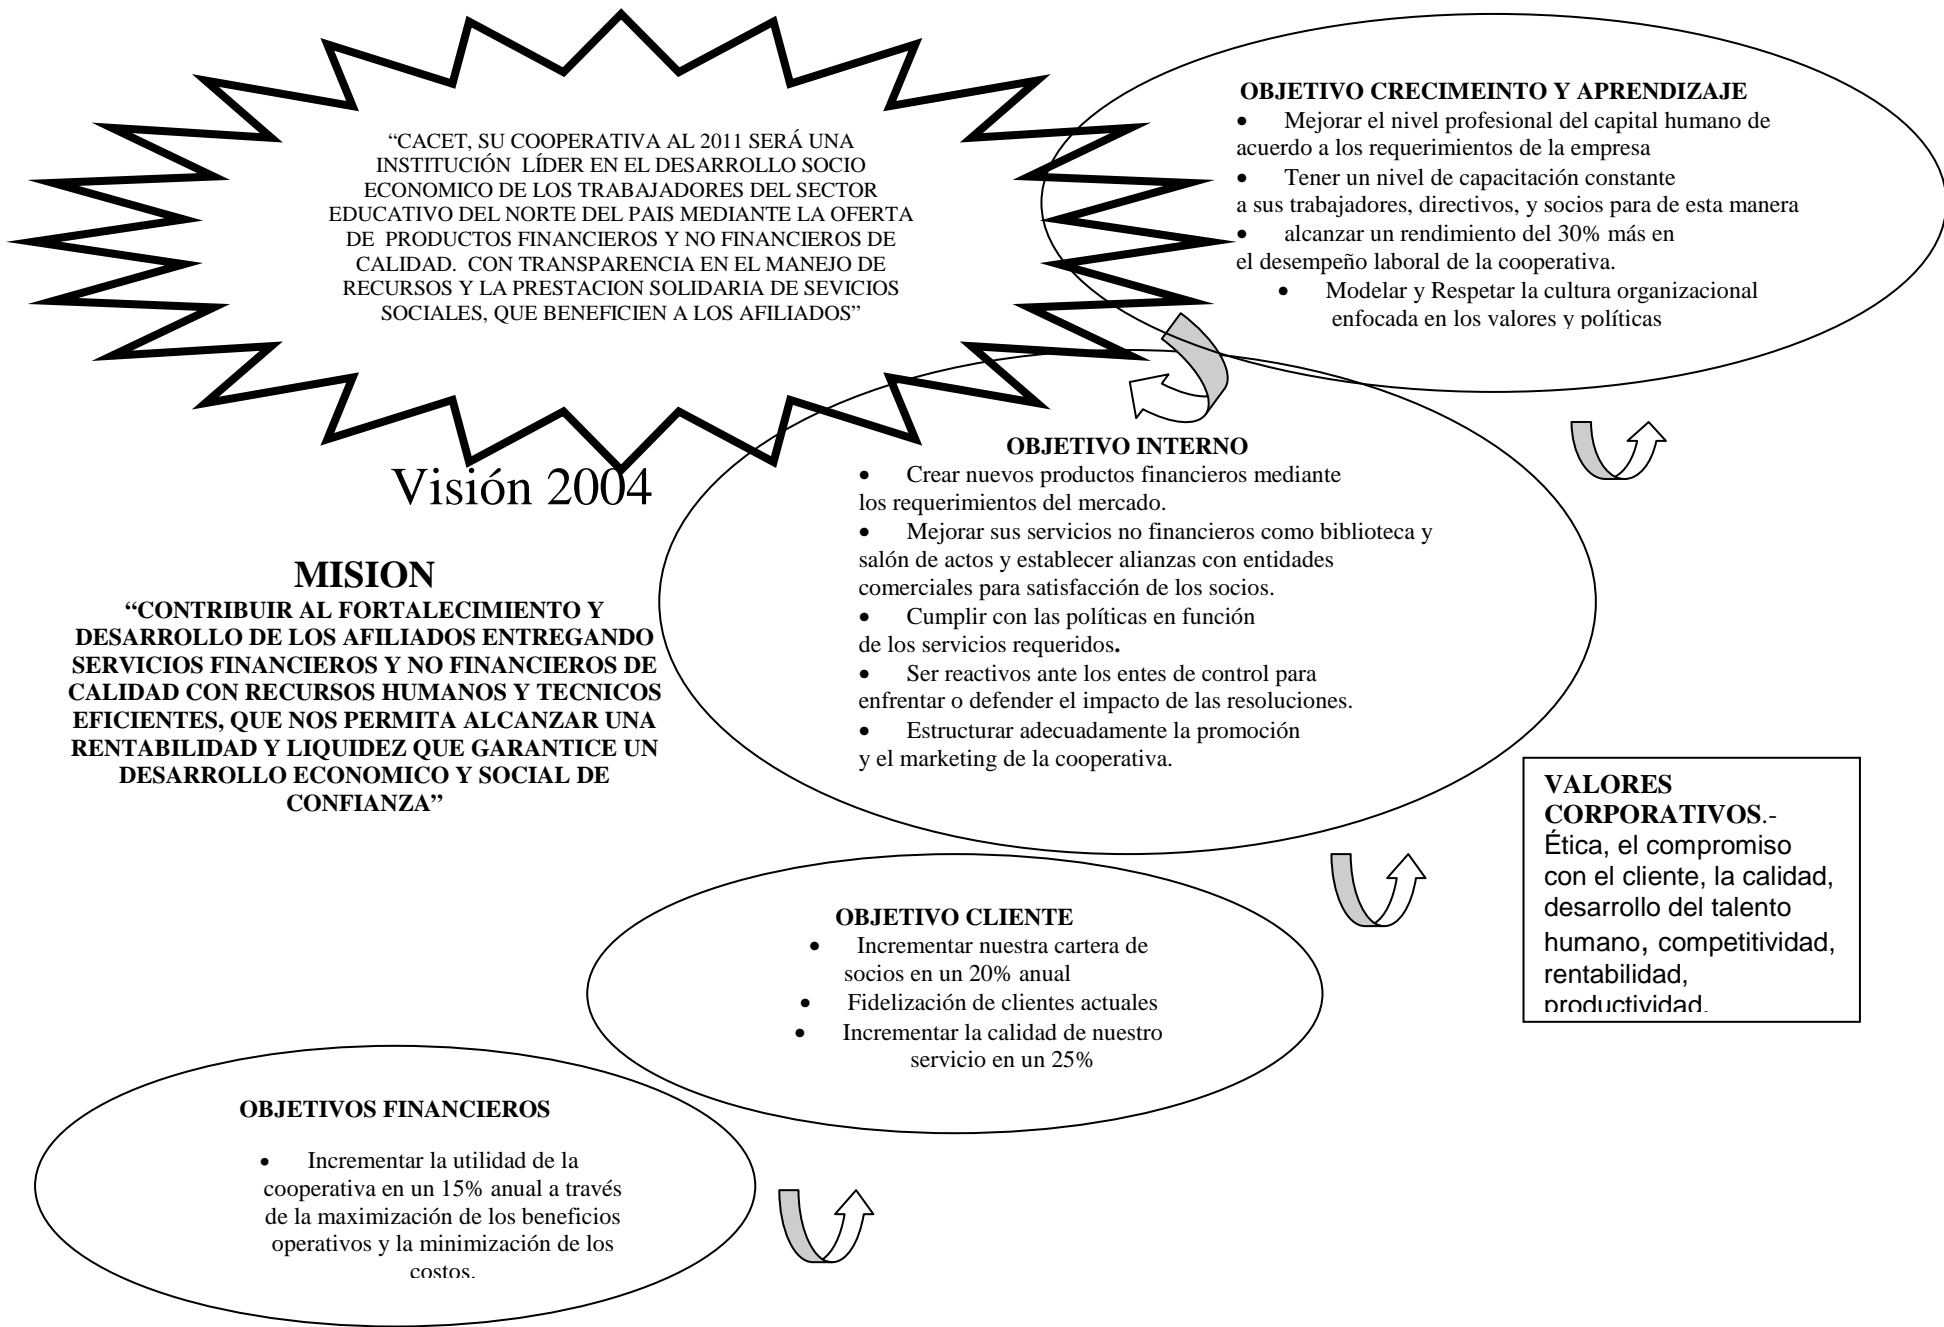 “CACET, SU COOPERATIVA AL 2011 SERÁ UNA
INSTITUCIÓN LÍDER EN EL DESARROLLO SOCIO
ECONOMICO DE LOS TRABAJADORES DEL SECTOR
EDUCATIVO DEL NORTE DEL PAIS MEDIANTE LA OFERTA
DE PRODUCTOS FINANCIEROS Y NO FINANCIEROS DE
CALIDAD. CON TRANSPARENCIA EN EL MANEJO DE
RECURSOS Y LA PRESTACION SOLIDARIA DE SEVICIOS
SOCIALES, QUE BENEFICIEN A LOS AFILIADOS”
Visión 2004
OBJETIVO CRECIMEINTO Y APRENDIZAJE
• Mejorar el nivel profesional del capital humano de
acuerdo a los requerimientos de la empresa
• Tener un nivel de capacitación constante
a sus trabajadores, directivos, y socios para de esta manera
• alcanzar un rendimiento del 30% más en
el desempeño laboral de la cooperativa.
• Modelar y Respetar la cultura organizacional
enfocada en los valores y políticas
MISION
“CONTRIBUIR AL FORTALECIMIENTO Y
DESARROLLO DE LOS AFILIADOS ENTREGANDO
SERVICIOS FINANCIEROS Y NO FINANCIEROS DE
CALIDAD CON RECURSOS HUMANOS Y TECNICOS
EFICIENTES, QUE NOS PERMITA ALCANZAR UNA
RENTABILIDAD Y LIQUIDEZ QUE GARANTICE UN
DESARROLLO ECONOMICO Y SOCIAL DE
CONFIANZA”
OBJETIVO INTERNO
• Crear nuevos productos financieros mediante
los requerimientos del mercado.
• Mejorar sus servicios no financieros como biblioteca y
salón de actos y establecer alianzas con entidades
comerciales para satisfacción de los socios.
• Cumplir con las políticas en función
de los servicios requeridos.
• Ser reactivos ante los entes de control para
enfrentar o defender el impacto de las resoluciones.
• Estructurar adecuadamente la promoción
y el marketing de la cooperativa.
VALORES
CORPORATIVOS.-
Ética, el compromiso
con el cliente, la calidad,
desarrollo del talento
humano, competitividad,
rentabilidad,
productividad.
OBJETIVO CLIENTE
• Incrementar nuestra cartera de
socios en un 20% anual
• Fidelización de clientes actuales
• Incrementar la calidad de nuestro
servicio en un 25%
OBJETIVOS FINANCIEROS
• Incrementar la utilidad de la
cooperativa en un 15% anual a través
de la maximización de los beneficios
operativos y la minimización de los
costos.